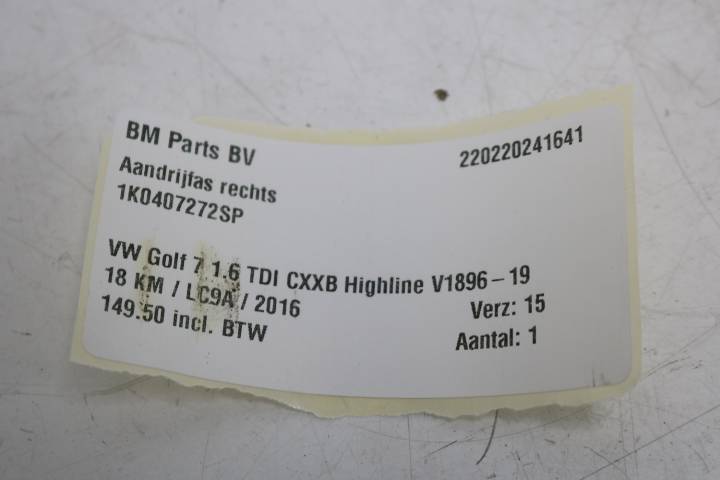 BM Parts BV 220220241641
Aandrijfas rechts
1K0407272SP
VW Golf 7 1.6 TDI CXXB Highline V1896-19
18 KM / LC9A / 2016 Verz: 15
149.50 incl. BTW Aantal: 1